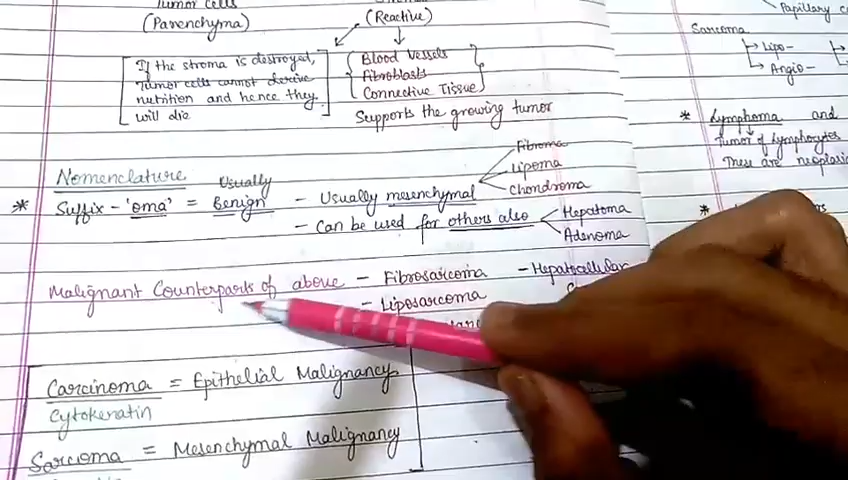 Tumor cells
(Parenchyma)
(Reactive)
If the stroma is destroyed,
Tumor cells cannot derive
nutrition and hence they
will die
Blood Vessels
Fibroblasts
Connective Tissue
Supports the growing tumor
Nomenclature
* Suffix - 'oma' = Usually Benign - Usually mesenchymal
Fibroma
Lipoma
Chondroma
- Can be used for others also
Hepatoma
Adenoma
Malignant Counterparts of above - Fibrosarcoma - Hepatocellular
- Liposarcoma
Carcinoma = Epithelial Malignancy
Cytokeratin
Sarcoma = Mesenchymal Malignancy
Papillary
Sarcoma
Lipo-
Angio-
* Lymphoma and
Tumor of lymphocytes
These are
*